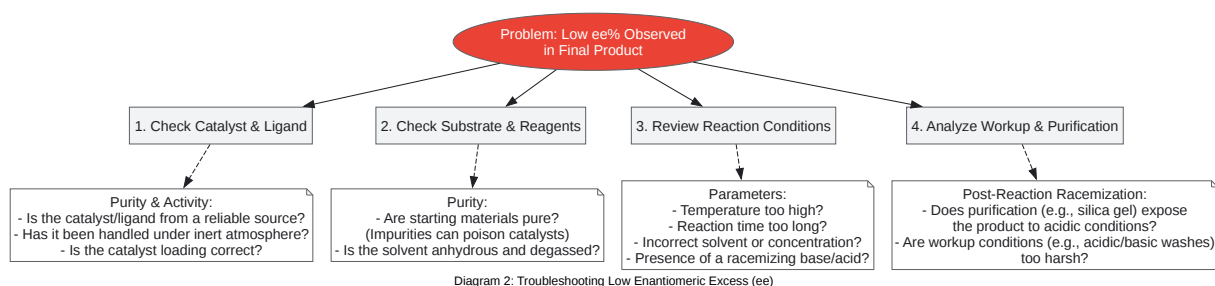 Problem: Low ee% Observed
in Final Product
1. Check Catalyst & Ligand
2. Check Substrate & Reagents
3. Review Reaction Conditions
4. Analyze Workup & Purification
Purity & Activity:
- Is the catalyst/ligand from a reliable source?
- Has it been handled under inert atmosphere?
- Is the catalyst loading correct?
Purity:
- Are starting materials pure?
(Impurities can poison catalysts)
- Is the solvent anhydrous and degassed?
Parameters:
- Temperature too high?
- Reaction time too long?
- Incorrect solvent or concentration?
- Presence of a racemizing base/acid?
Post-Reaction Racemization:
- Does purification (e.g., silica gel) expose
the product to acidic conditions?
- Are workup conditions (e.g., acidic/basic washes)
too harsh?
Diagram 2: Troubleshooting Low Enantiomeric Excess (ee)